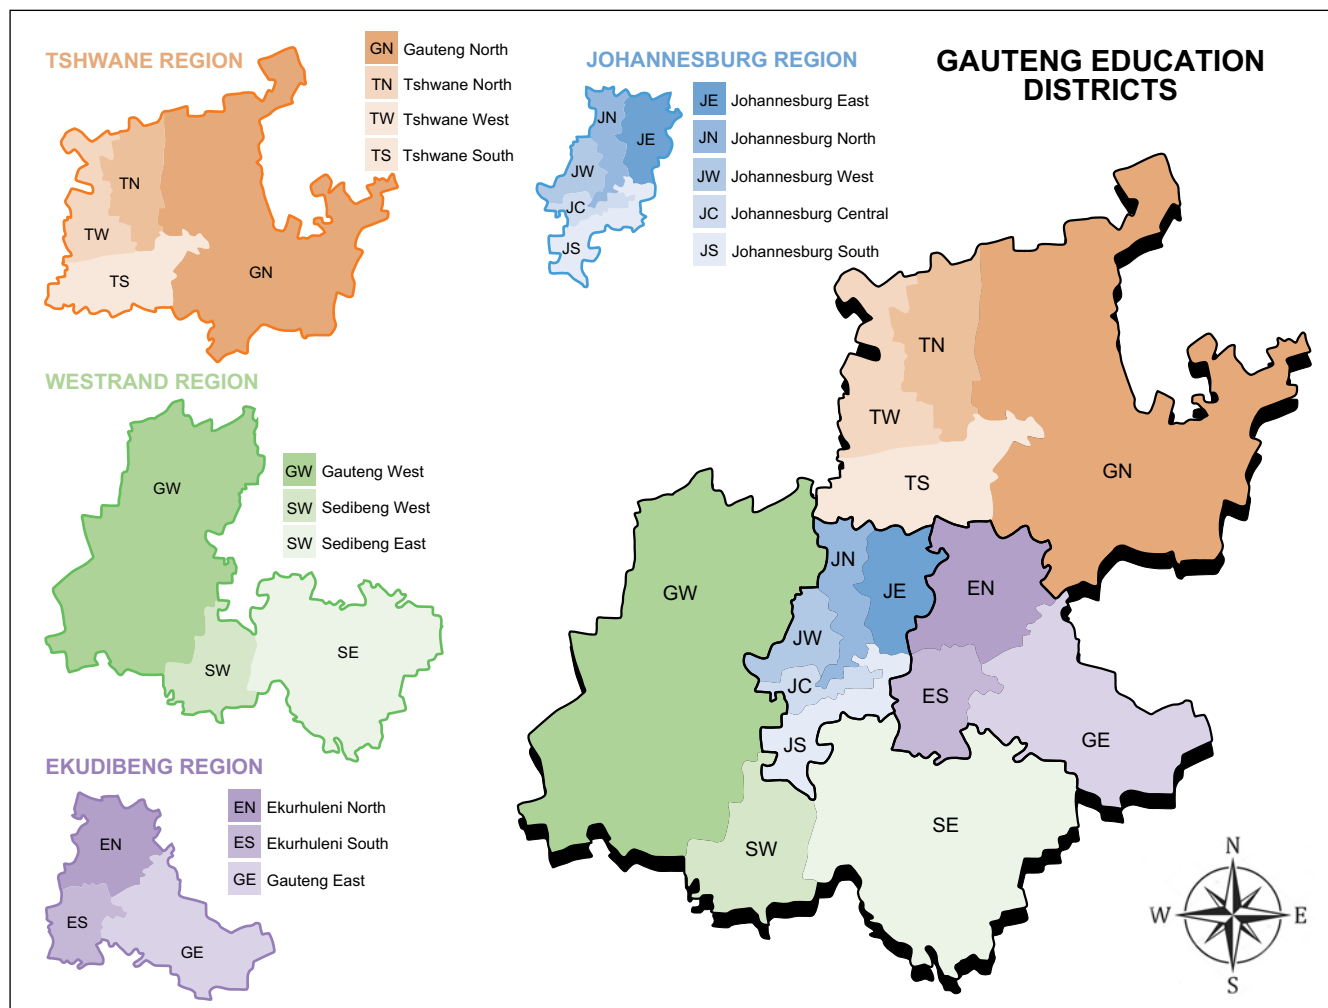 GAUTENG EDUCATION
DISTRICTS
TSHWANE REGION
GN Gauteng North
TN Tshwane North
TW Tshwane West
TS Tshwane South
TN
TW
TS
GN
JOHANNESBURG REGION
JE Johannesburg East
JN Johannesburg North
JW Johannesburg West
JC Johannesburg Central
JS Johannesburg South
JN
JE
JW
JC
JS
WESTRAND REGION
GW Gauteng West
SW Sedibeng West
SW Sedibeng East
GW
SW
SE
EKUDIBENG REGION
EN Ekurhuleni North
ES Ekurhuleni South
GE Gauteng East
EN
ES
GE
TN
TW
TS
GN
JN
JE
EN
GW
JW
JC
ES
JS
GE
SE
SW
N
W
E
S